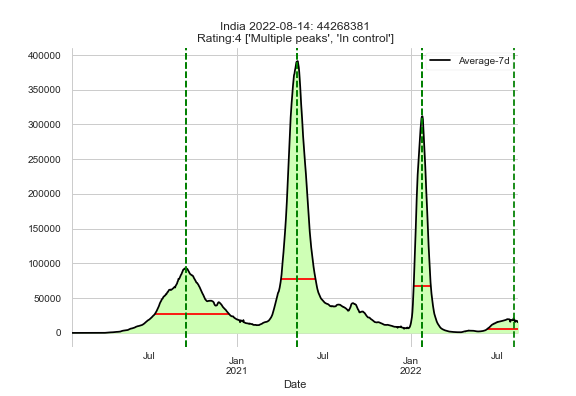 India 2022-08-14: 44268381
Rating:4 ['Multiple peaks', 'In control']
Average-7d
400000
350000
300000
250000
200000
150000
100000
50000
0
Jul
Jan
2021
Jul
Jan
2022
Jul
Date